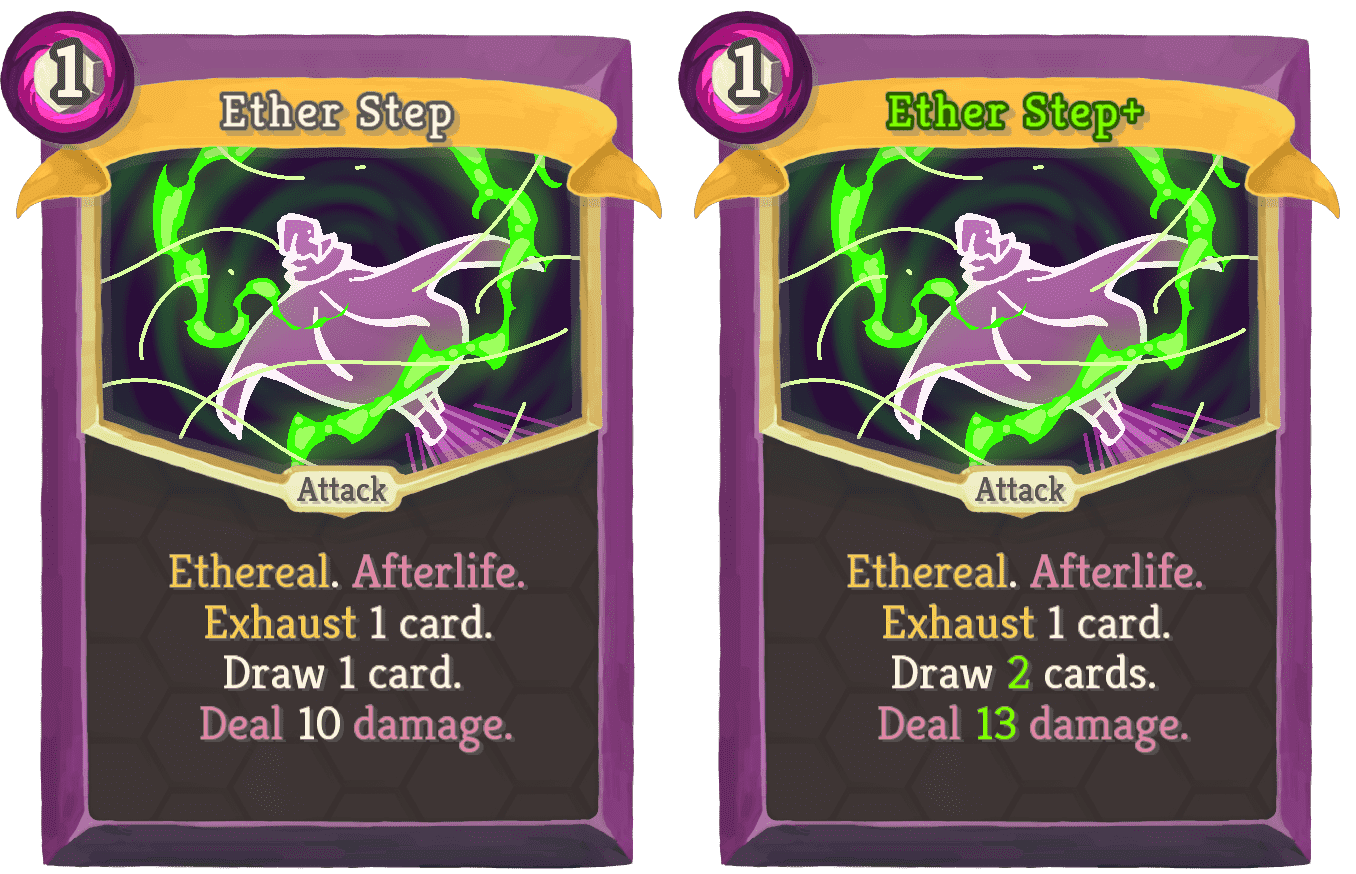 1
Ether Step
Attack
Ethereal. Afterlife.
Exhaust 1 card.
Draw 1 card.
Deal 10 damage.
1
Ether Step+
Attack
Ethereal. Afterlife.
Exhaust 1 card.
Draw 2 cards.
Deal 13 damage.